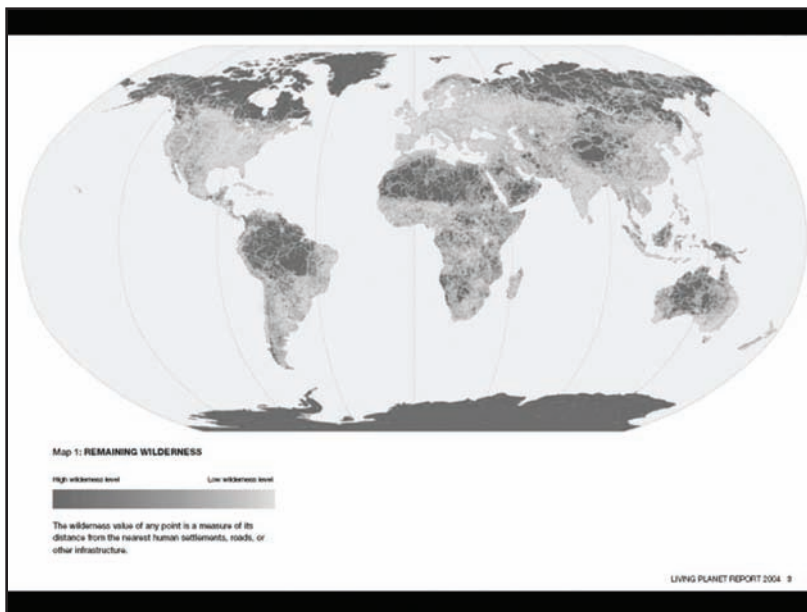 Map 1: REMAINING WILDERNESS
High wilderness level Low wilderness level
The wilderness value of any point is a measure of its
distance from the nearest human settlements, roads, or
other infrastructure.
LIVING PLANET REPORT 2004 9